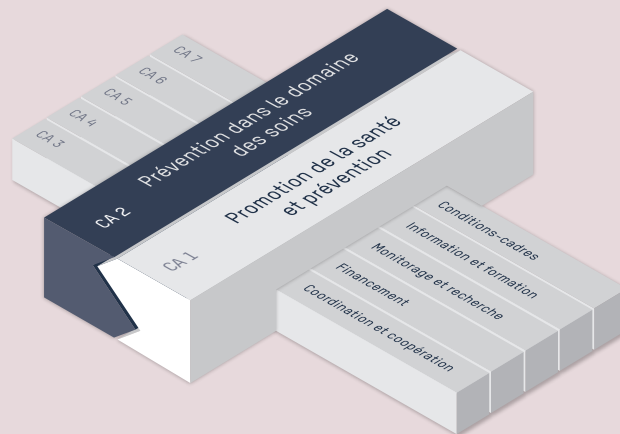 CA 7
CA 6
CA 5
CA 4
CA 3
CA 2
Prévention dans le domaine
des soins
CA 1
Promotion de la santé
et prévention
Conditions-cadres
Information et formation
Monitorage et recherche
Financement
Coordination et coopération